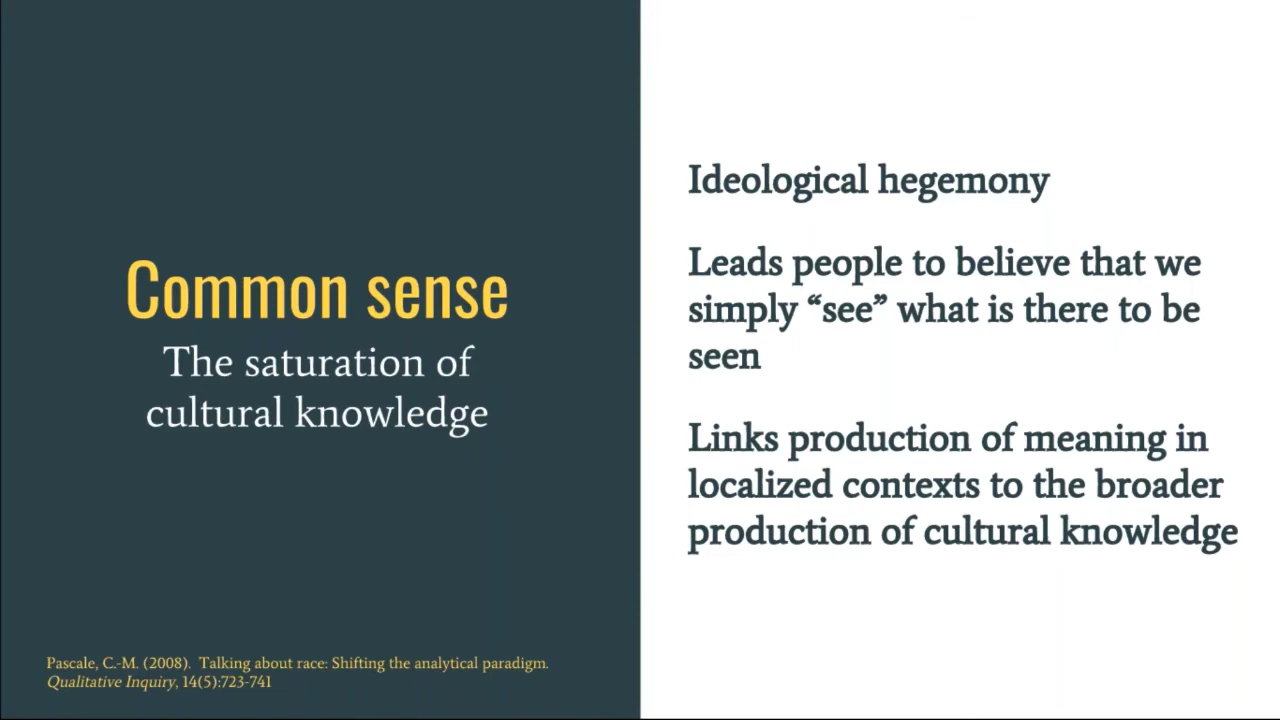 Common sense
The saturation of
cultural knowledge
Pascale, C.-M. (2008).  Talking about race: Shifting the analytical paradigm.
Qualitative Inquiry, 14(5):723-741
Ideological hegemony
Leads people to believe that we
simply “see” what is there to be
seen
Links production of meaning in
localized contexts to the broader
production of cultural knowledge